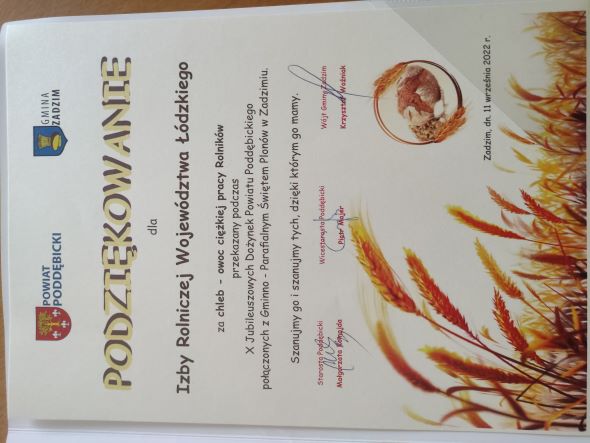 POWIAT
PODDĘBICKI
GMINA
ZADZIM
PODZIĘKOWANIE
dla
Izby Rolniczej Województwa Łódzkiego
za chleb - owoc ciężkiej pracy Rolników
przekazany podczas
X Jubileuszowych Dożynek Powiatu Poddębickiego
połączonych z Gminno - Parafialnym Świętem Plonów w Zadzimiu.
Szanujmy go i szanujmy tych, dzięki którym go mamy.
Starosta Poddębicki
Małgorzata Komajda
Wicestarosta Poddębicki
Piotr Majer
Wójt Gminy Zadzim
Krzysztof Woźniak
Zadzim, dn. 11 września 2022 r.